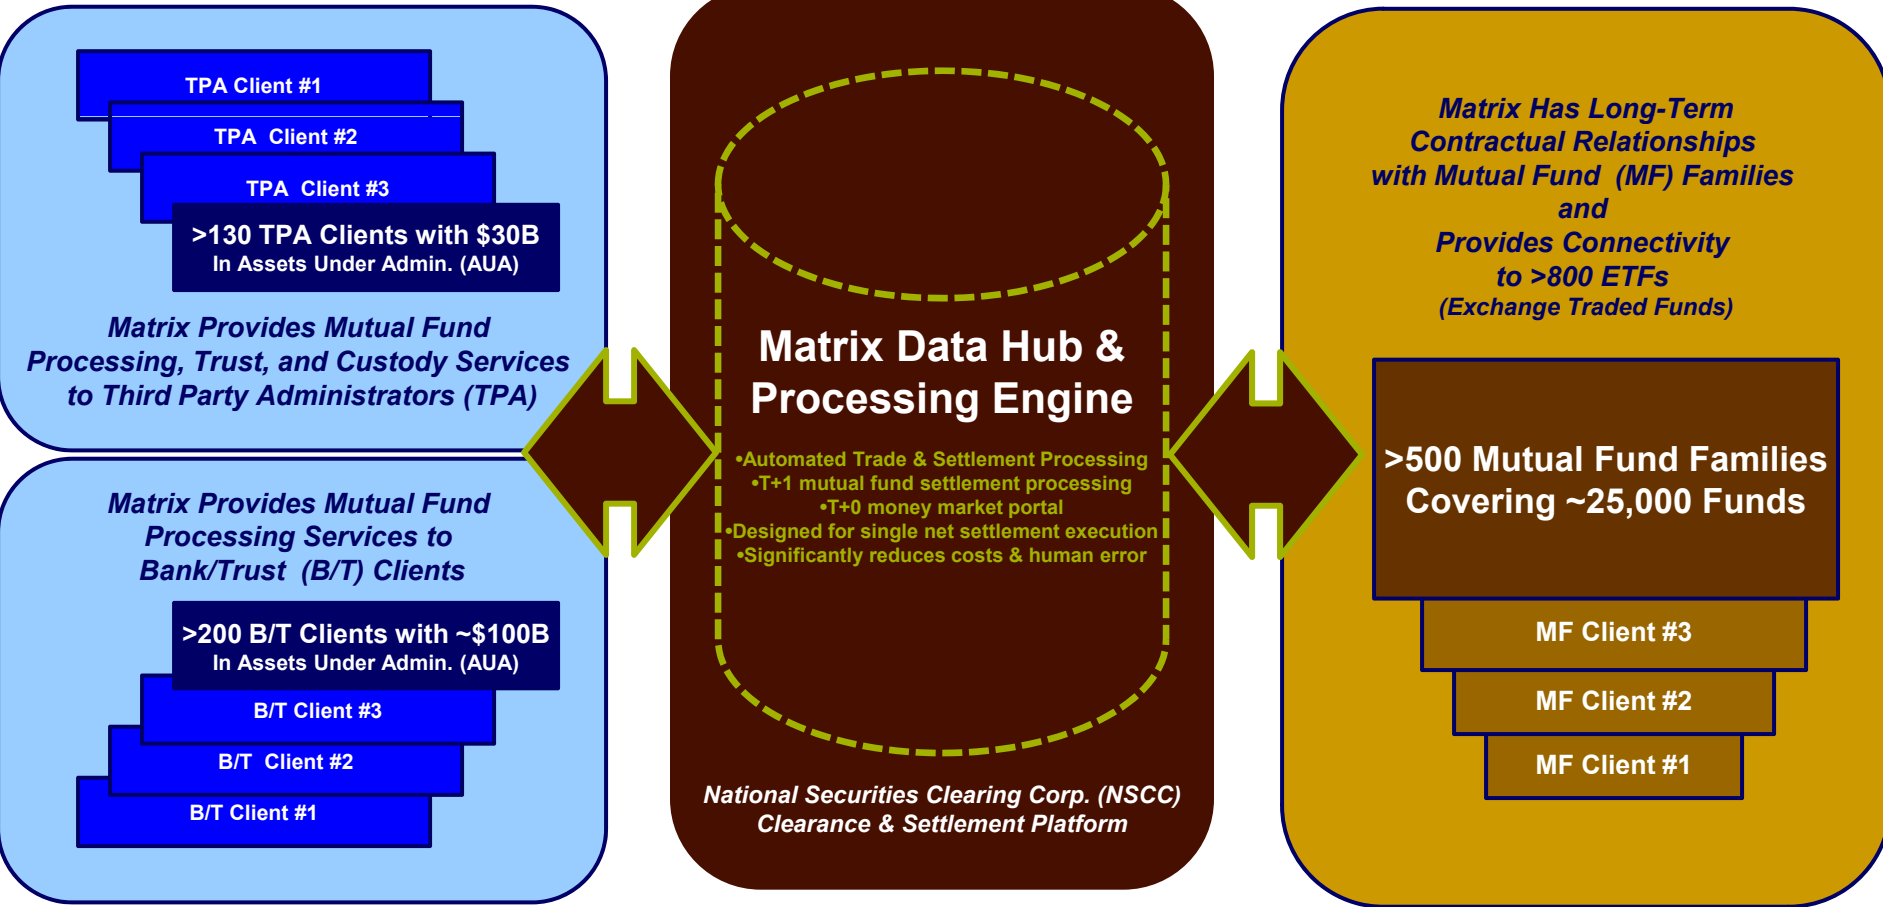 TPA Client #1
TPA Client #2
TPA Client #3
>130 TPA Clients with $30B
In Assets Under Admin. (AUA)
Matrix Provides Mutual Fund
Processing, Trust, and Custody Services
to Third Party Administrators (TPA)
Matrix Provides Mutual Fund
Processing Services to
Bank/Trust (B/T) Clients
>200 B/T Clients with ~$100B
In Assets Under Admin. (AUA)
B/T Client #3
B/T Client #2
B/T Client #1
Matrix Data Hub &
Processing Engine
•Automated Trade & Settlement Processing
•T+1 mutual fund settlement processing
•T+0 money market portal
•Designed for single net settlement execution
•Significantly reduces costs & human error
National Securities Clearing Corp. (NSCC)
Clearance & Settlement Platform
Matrix Has Long-Term
Contractual Relationships
with Mutual Fund (MF) Families
and
Provides Connectivity
to >800 ETFs
(Exchange Traded Funds)
>500 Mutual Fund Families
Covering ~25,000 Funds
MF Client #3
MF Client #2
MF Client #1